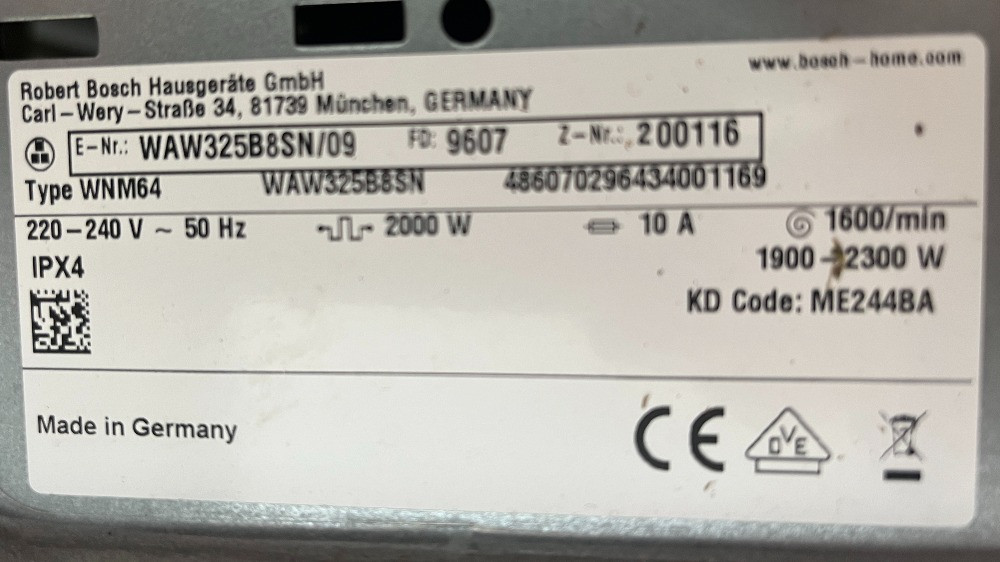 www.bosch-home.com
Robert Bosch Hausgeräte GmbH
Carl-Wery-Straße 34, 81739 München, GERMANY
E-Nr.: WAW325B8SN/09 FD: 9607 Z-Nr.: 200116
Type WNM64 WAW325B8SN 486070296434001169
220-240 V ~ 50 Hz 2000 W 10 A 1600/min
IPX4 1900-2300 W
KD Code: ME244BA
Made in Germany
CE DVE